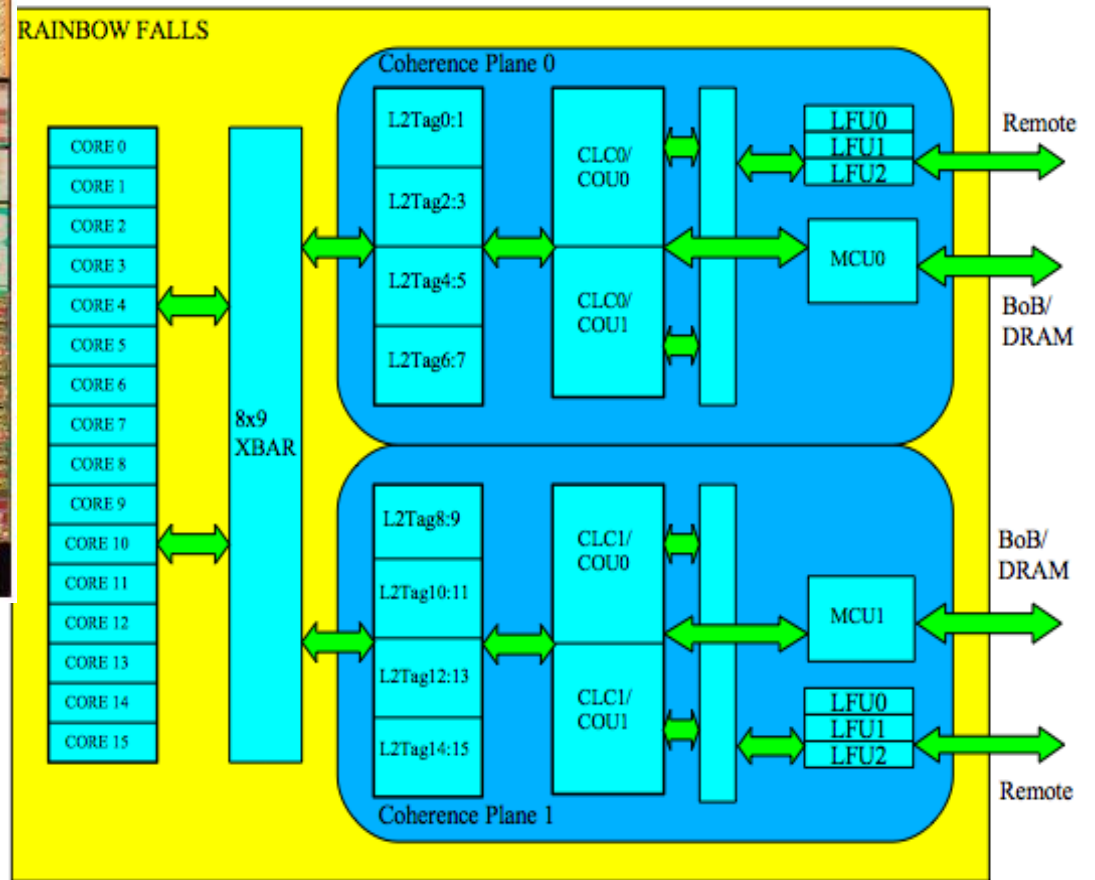 RAINBOW FALLS
CORE 0
CORE 1
CORE 2
CORE 3
CORE 4
CORE 5
CORE 6
CORE 7
CORE 8
CORE 9
CORE 10
CORE 11
CORE 12
CORE 13
CORE 14
CORE 15
8x9
XBAR
Coherence Plane 0
L2Tag0:1
L2Tag2:3
L2Tag4:5
L2Tag6:7
CLC0/
COU0
CLC0/
COU1
LFU0
LFU1
LFU2
MCU0
Remote
BoB/
DRAM
L2Tag8:9
L2Tag10:11
L2Tag12:13
L2Tag14:15
CLC1/
COU0
CLC1/
COU1
MCU1
LFU0
LFU1
LFU2
BoB/
DRAM
Remote
Coherence Plane 1